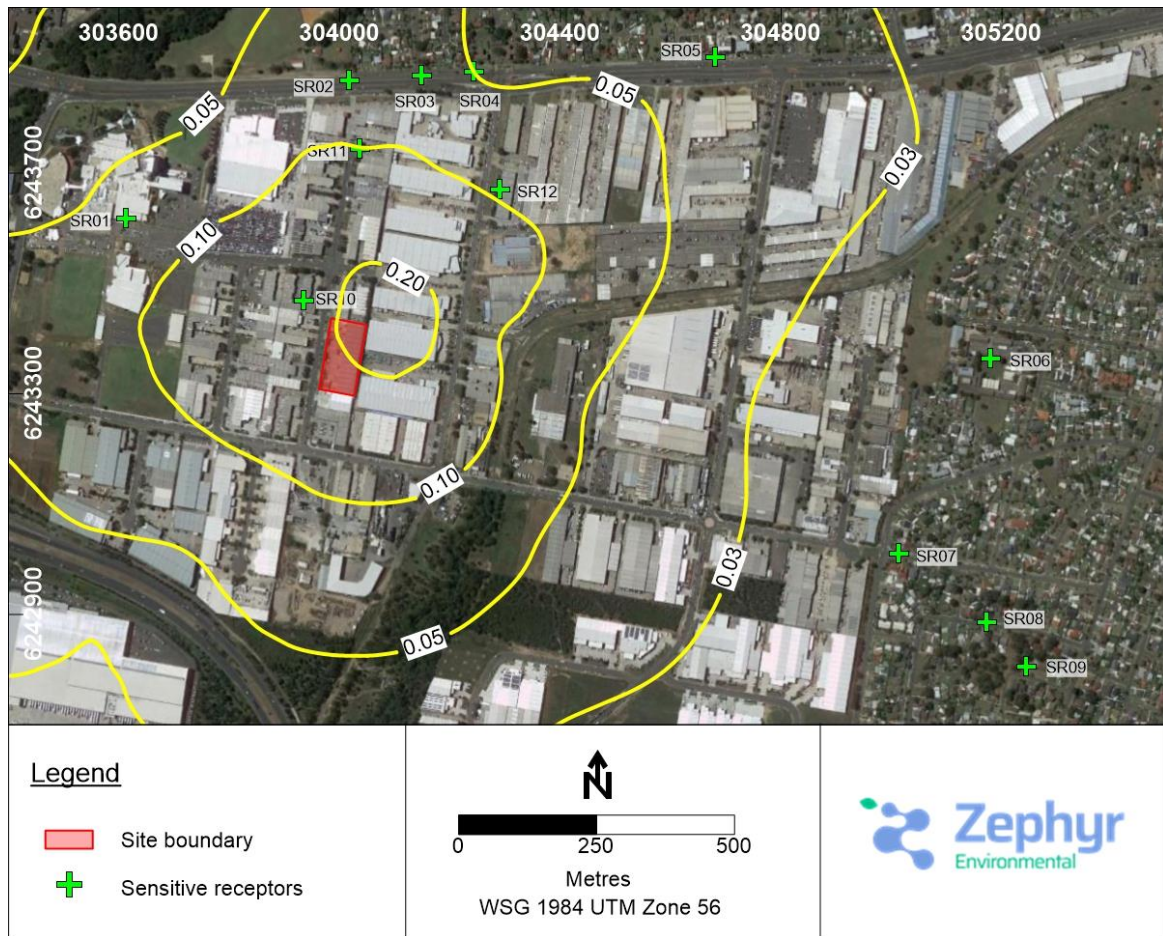 303600 304000 304400 304800 305200
SR05
SR02
SR03
SR04
0.05
0.05
6243700
SR11
0.03
SR12
SR01
0.10
0.20
SR10
6243300
SR06
0.10
SR07
0.03
6242900
SR08
0.05
SR09
Legend
Site boundary
Sensitive receptors
N
0 250 500
Metres
WSG 1984 UTM Zone 56
Zephyr
Environmental